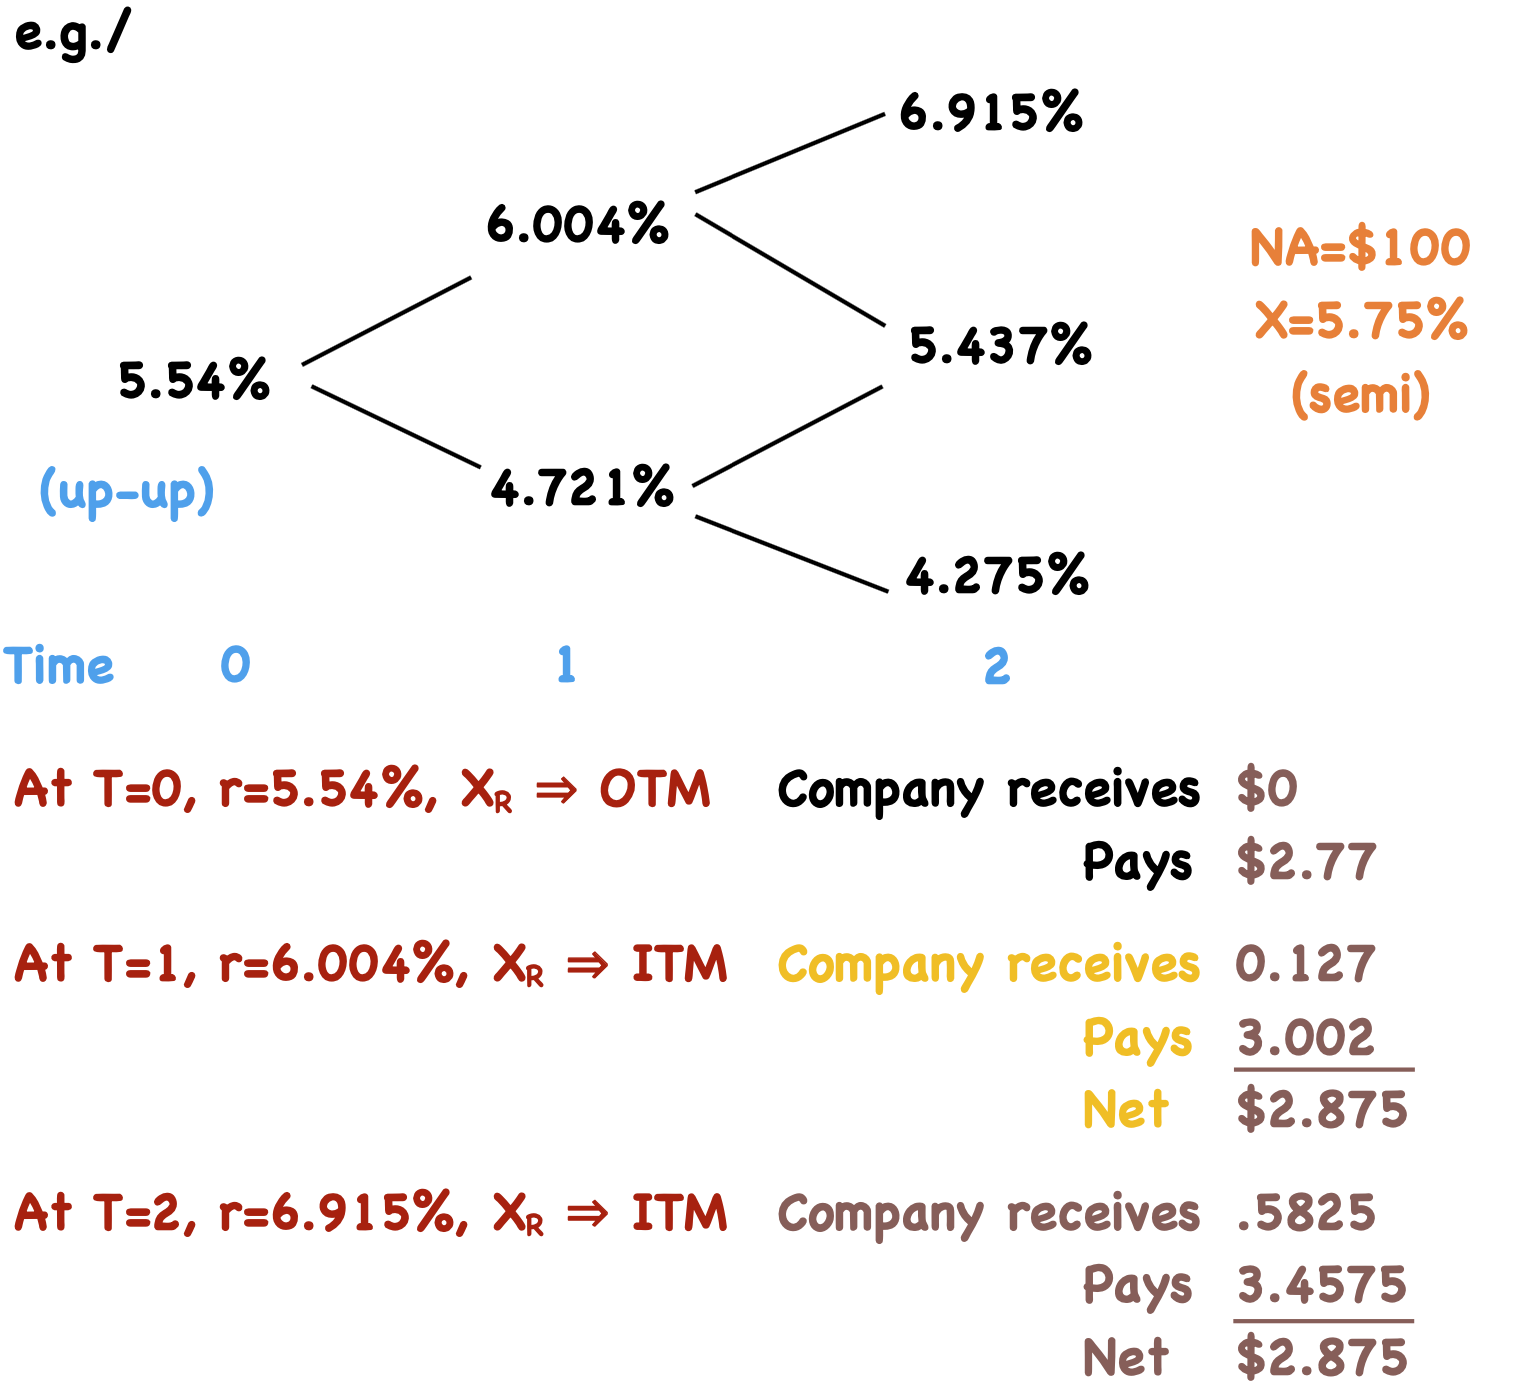 e.g./
6.915%
6.004%
NA=$100
X=5.75%
(semi)
5.437%
5.54%
(up-up)
4.721%
4.275%
Time 0 1 2
At T=0, r=5.54%, XR ⇒ OTM Company receives $0
Pays $2.77
At T=1, r=6.004%, XR ⇒ ITM Company receives 0.127
Pays 3.002
Net $2.875
At T=2, r=6.915%, XR ⇒ ITM Company receives .5825
Pays 3.4575
Net $2.875